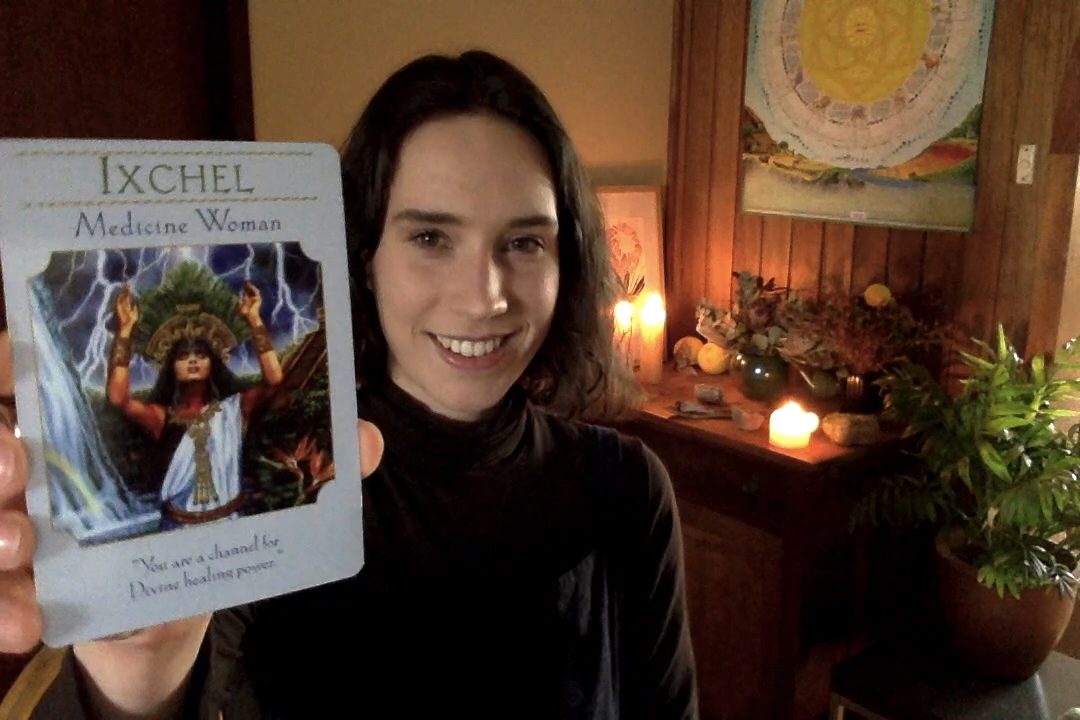 IXCHEL
Medicine Woman
"You are a channel for
Divine healing power."